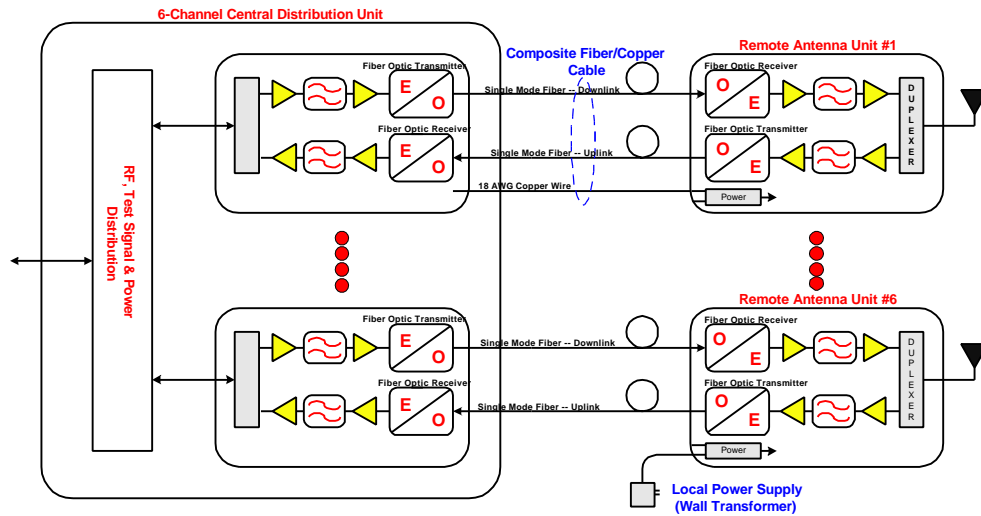 6-Channel Central Distribution Unit
RF, Test Signal & Power
Distribution
Fiber Optic Transmitter
E
O
Fiber Optic Receiver
E
O
Composite Fiber/Copper
Cable
Single Mode Fiber -- Downlink
Single Mode Fiber -- Uplink
18 AWG Copper Wire
Remote Antenna Unit #1
Fiber Optic Receiver
O
E
Fiber Optic Transmitter
O
E
DUPLEXER
Power
Fiber Optic Transmitter
E
O
Fiber Optic Receiver
E
O
Single Mode Fiber -- Downlink
Single Mode Fiber -- Uplink
Remote Antenna Unit #6
Fiber Optic Receiver
O
E
Fiber Optic Transmitter
O
E
DUPLEXER
Power
Local Power Supply
(Wall Transformer)